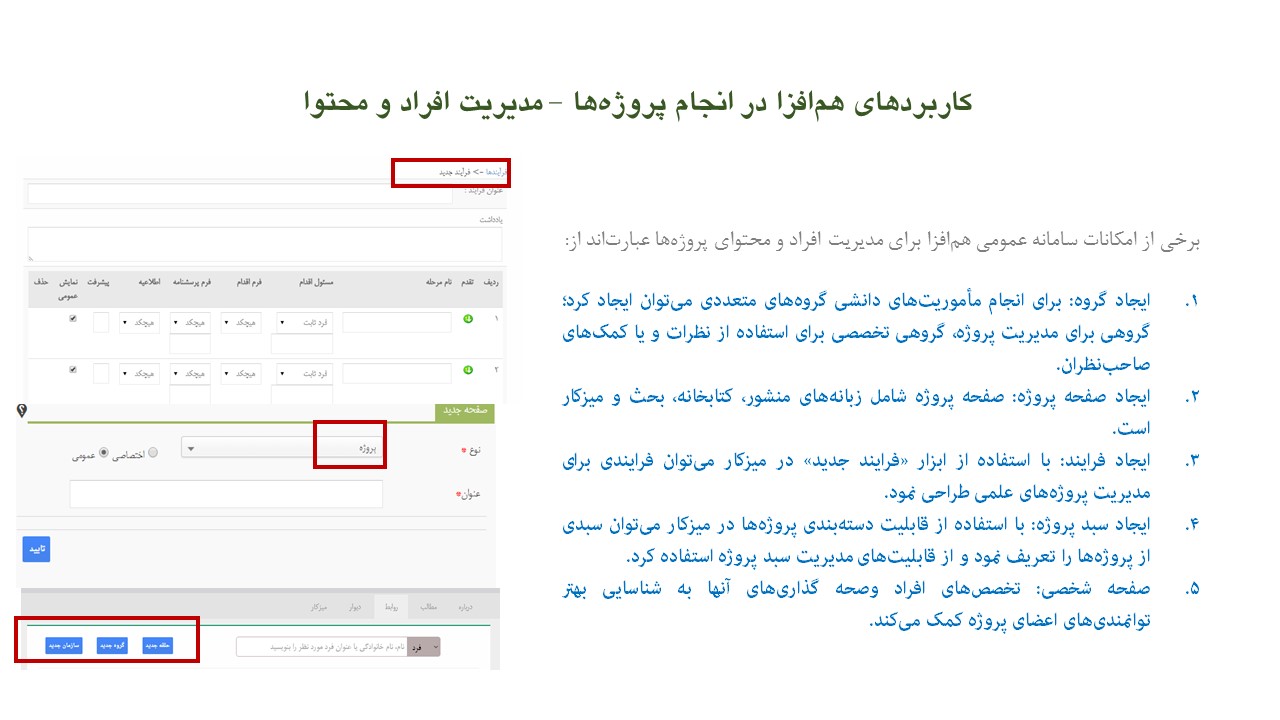 کاربردهای هم‌افزا در انجام پروژه‌ها – مدیریت افراد و محتوا
برخی از امکانات سامانه عمومی هم‌افزا برای مدیریت افراد و محتوای پروژه‌ها عبارت‌اند از:
۱. ایجاد گروه: برای انجام مأموریت‌های دانشی گروه‌های متعددی می‌توان ایجاد کرد؛
گروهی برای مدیریت پروژه، گروهی تخصصی برای استفاده از نظرات و یا کمک‌های
صاحب‌نظران.
۲. ایجاد صفحه پروژه: صفحه پروژه شامل زبانه‌های منشور، کتابخانه، بحث و میزکار
است.
۳. ایجاد فرایند: با استفاده از ابزار «فرایند جدید» در میزکار می‌توان فرایندی برای
مدیریت پروژه‌های علمی طراحی نمود.
۴. ایجاد سبد پروژه: با استفاده از قابلیت دسته‌بندی پروژه‌ها در میزکار می‌توان سبدی
از پروژه‌ها را تعریف نمود و از قابلیت‌های مدیریت سبد پروژه استفاده کرد.
۵. صفحه شخصی: تخصص‌های افراد وصحه گذاری‌های آنها به شناسایی بهتر
توانمندی‌های اعضای پروژه کمک می‌کند.
فرآیندها -> فرآیند جدید
عنوان فرآیند :
یادداشت
ردیف تقدم نام مرحله مسئول اقدام فرم اقدام فرم پرسشنامه اطلاعیه پیشرفت نمایش عمومی حذف
۱ فرد ثابت هیچکد هیچکد هیچکد
۲ فرد ثابت هیچکد هیچکد هیچکد
صفحه جدید
نوع * پروژه اختصاصی عمومی
عنوان*
تایید
درباره مطالب روابط دیوار میزکار
فرد نام، نام خانوادگی یا عنوان فرد مورد نظر را بنویسید حلقه جدید گروه جدید سازمان جدید